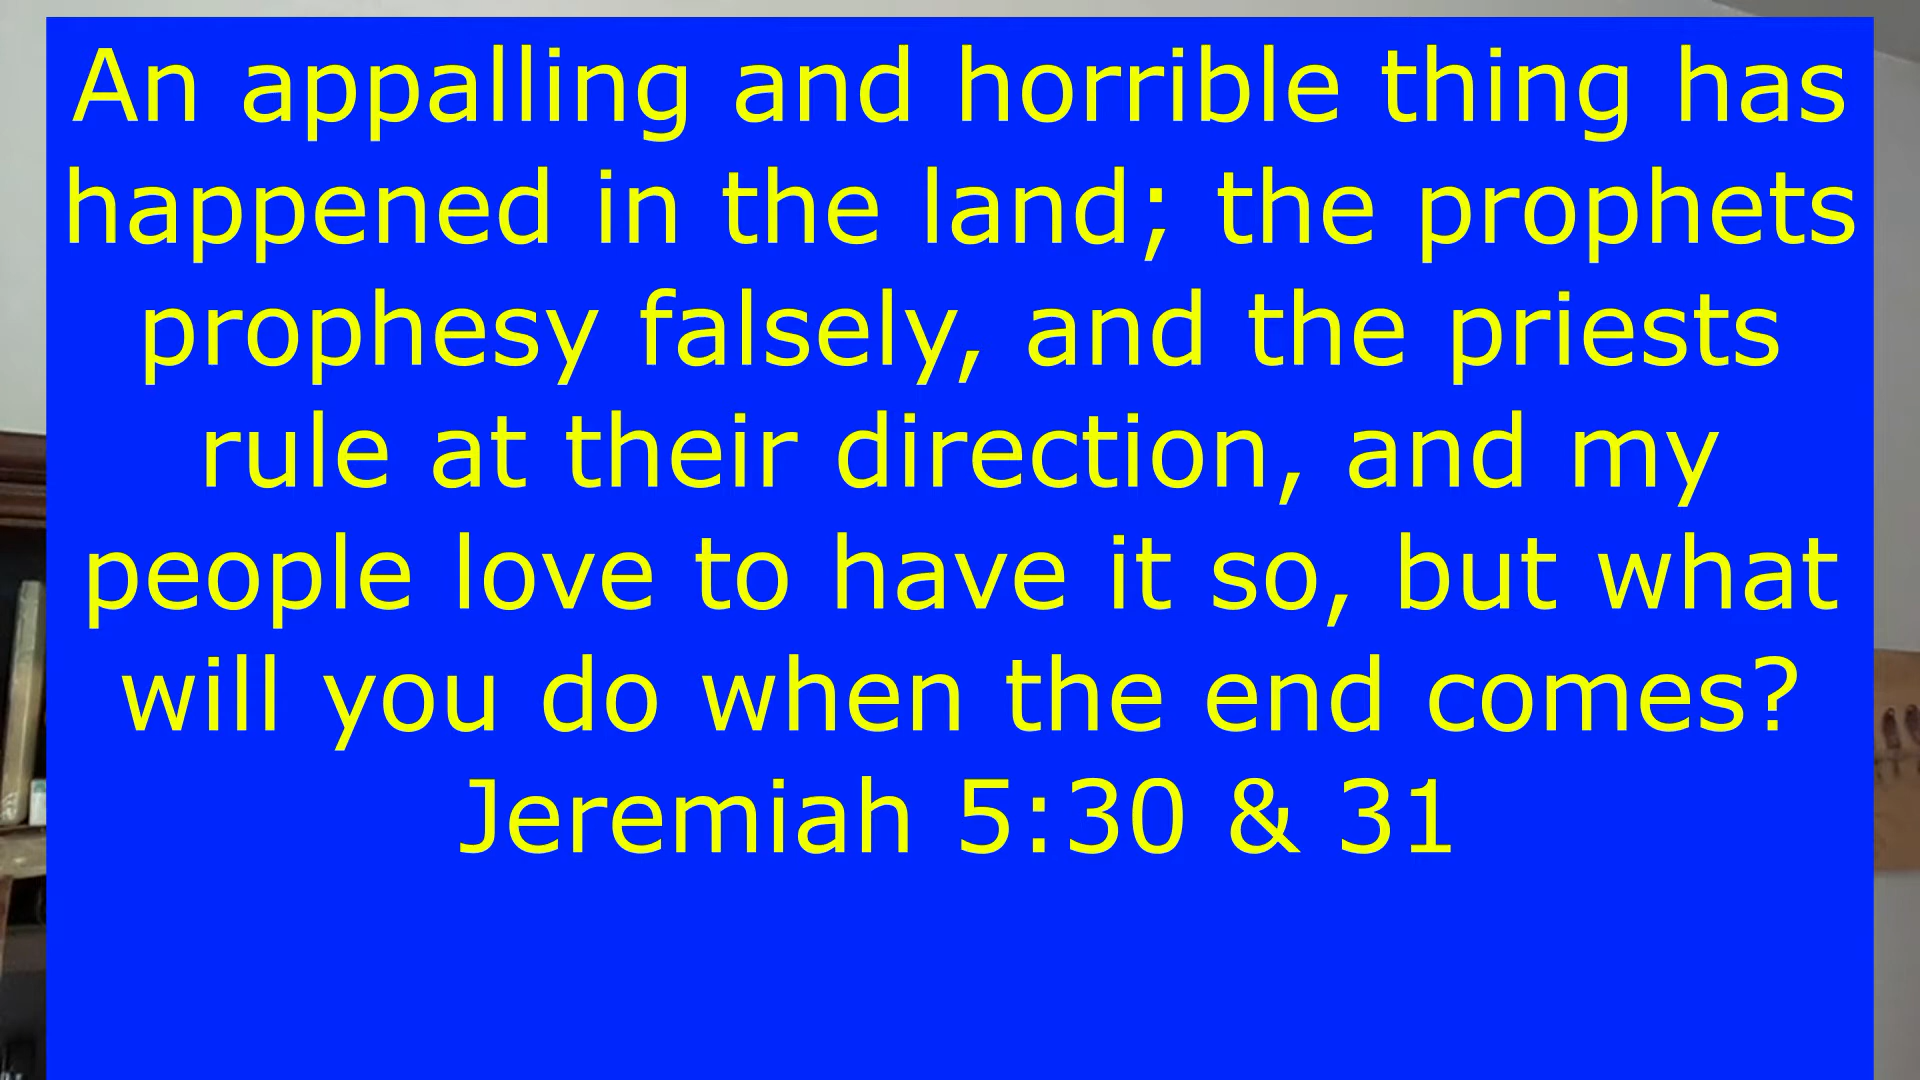 An appalling and horrible thing has
happened in the land; the prophets
prophesy falsely, and the priests
rule at their direction, and my
people love to have it so, but what
will you do when the end comes?
Jeremiah 5:30 & 31